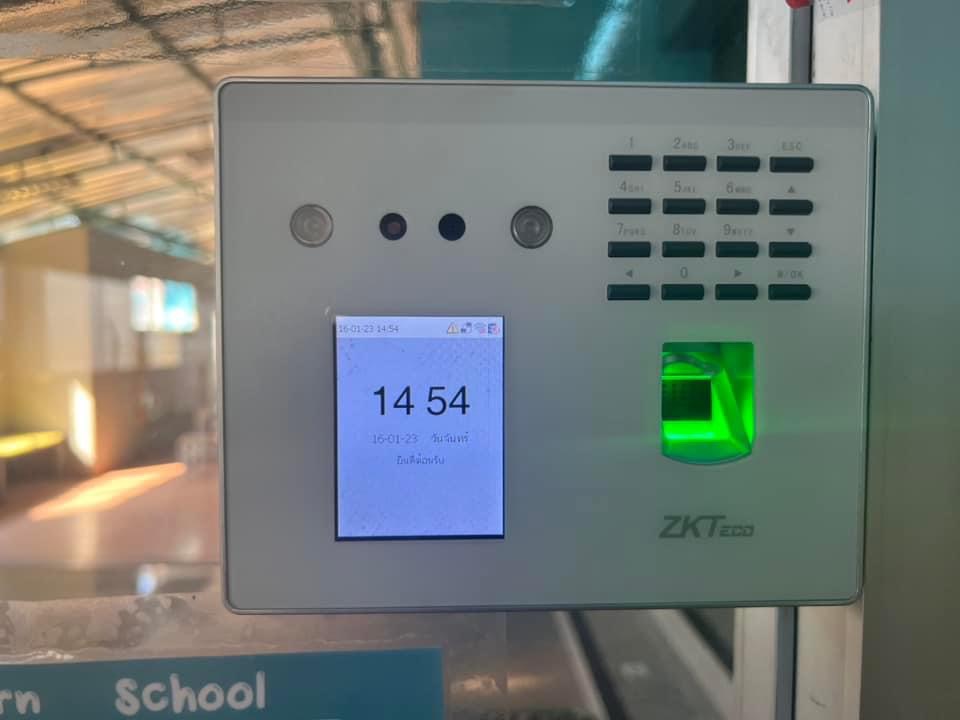 1 2ABC 3DEF ESC
4GHI 5JKL 6MNO ▲
7PQRS 8TUV 9WXYZ ▼
◀ 0 ▶ M/OK
16-01-23 14:54
14 54
16-01-23 วันจันทร์
ยินดีต้อนรับ
ZKTECO
rn School